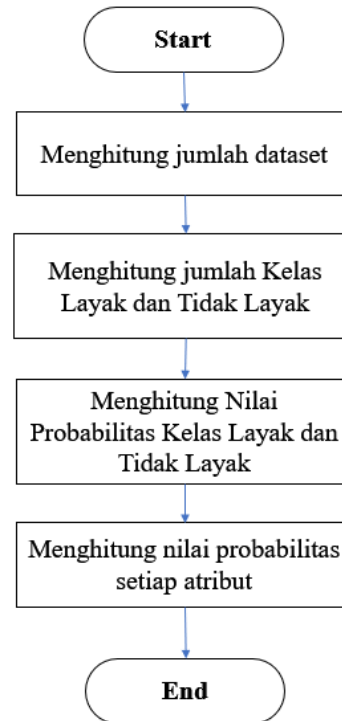 Start
Menghitung jumlah dataset
Menghitung jumlah Kelas
Layak dan Tidak Layak
Menghitung Nilai
Probabilitas Kelas Layak dan
Tidak Layak
Menghitung nilai probabilitas
setiap atribut
End